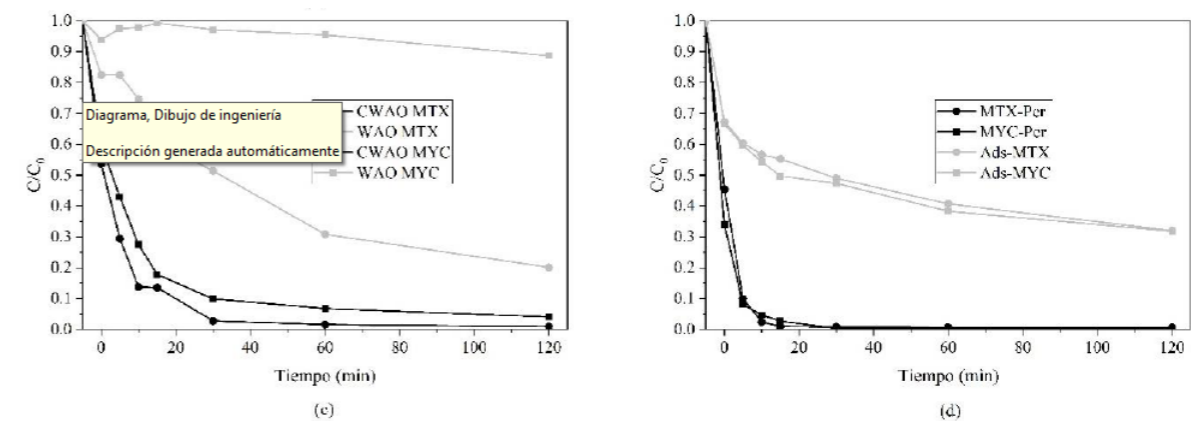 1.0
0.9
0.8
0.7
0.6
0.5
0.4
0.3
0.2
0.1
0.0
C/C0
Diagrama, Dibujo de ingeniería
Descripción generada automáticamente
CWAO MTX
WAO MTX
CWAO MYC
WAO MYC
0 20 40 60 80 100 120
Tiempo (min)
(c)
1.0
0.9
0.8
0.7
0.6
0.5
0.4
0.3
0.2
0.1
0.0
C/C0
MTX-Per
MYC-Per
Ads-MTX
Ads-MYC
0 20 40 60 80 100 120
Tiempo (min)
(d)